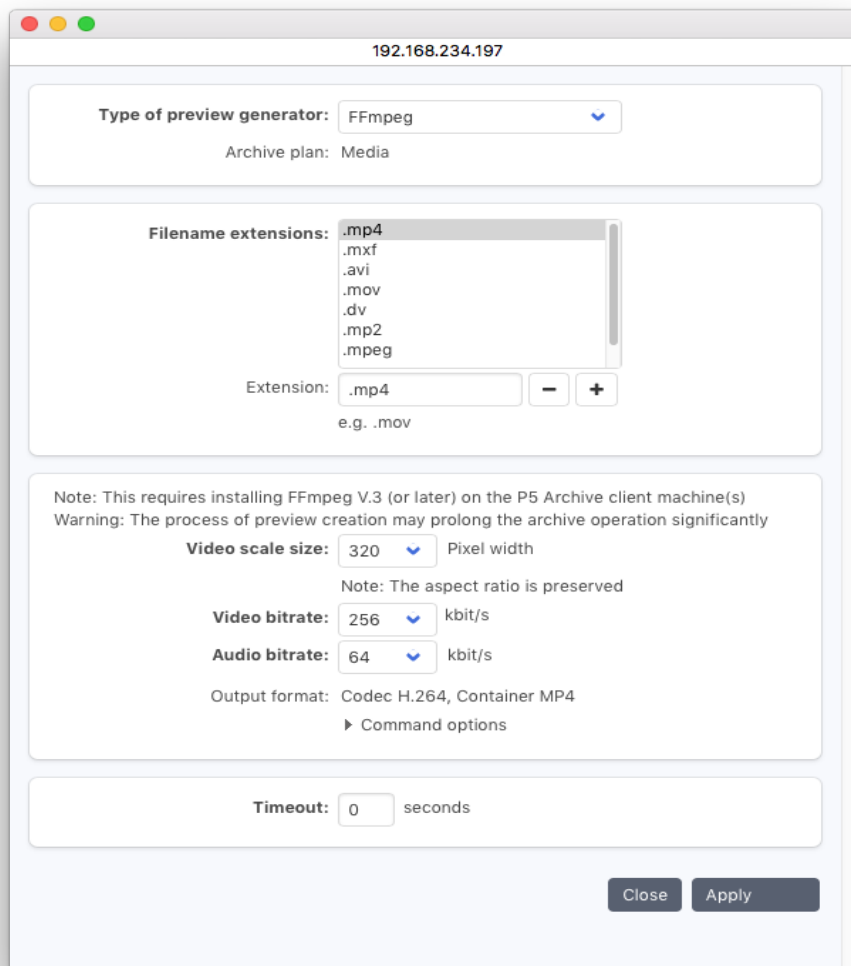 192.168.234.197
Type of preview generator: FFmpeg
Archive plan: Media
Filename extensions: .mp4
.mxf
.avi
.mov
.dv
.mp2
.mpeg
Extension: .mp4 − +
e.g. .mov
Note: This requires installing FFmpeg V.3 (or later) on the P5 Archive client machine(s)
Warning: The process of preview creation may prolong the archive operation significantly
Video scale size: 320 Pixel width
Note: The aspect ratio is preserved
Video bitrate: 256 kbit/s
Audio bitrate: 64 kbit/s
Output format: Codec H.264, Container MP4
Command options
Timeout: 0 seconds
Close Apply